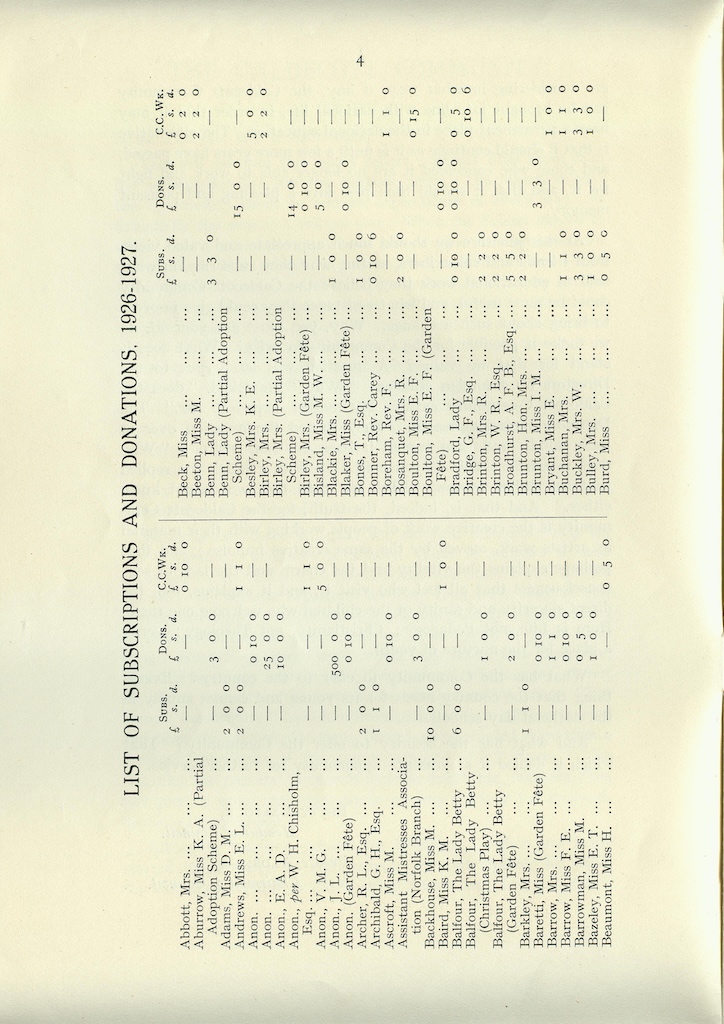 4
LIST OF SUBSCRIPTIONS AND DONATIONS. 1926-1927.
SUBS. DONS. C.C.WK.
£ s. d. £ s. d. £ s. d.
Abbott, Mrs. ... ... ... — — 0 10 0
Aburrow, Miss K. A. (Partial
Adoption Scheme) ... — 3 0 0 —
Adams, Miss D. M. ... ... 2 0 0 — —
Andrews, Miss E. L. ... ... 2 0 0 — 1 1 0
Anon. ... ... ... ... — 0 10 0 —
Anon. ... ... ... ... — 25 0 0 —
Anon., E. A. D. ... ... — 10 0 0 —
Anon., per W. H. Chisholm,
Esq. ... ... ... ... — — 1 1 0
Anon., V. M. G. ... ... — — 5 0 0
Anon., J. L. ... ... ... — 500 0 0 —
Anon. (Garden Fête) ... ... — 0 10 0 —
Archer, R. L., Esq. ... ... 2 0 0 — —
Archibald, G. H., Esq. ... 1 1 0 — —
Ascroft, Miss M. ... ... — 0 10 0 —
Assistant Mistresses Associa-
tion (Norfolk Branch) ... — 3 0 0 —
Backhouse, Miss M. ... ... 10 0 0 — —
Baird, Miss K. M. ... ... — — 1 0 0
Balfour, The Lady Betty ... 6 0 0 — —
Balfour, The Lady Betty
(Christmas Play) ... ... — 1 0 0 —
Balfour, The Lady Betty
(Garden Fête) ... ... — 2 0 0 —
Barkley, Mrs. ... ... ... 1 1 0 — —
Baretti, Miss (Garden Fête) — 0 10 0 —
Barrow, Mrs. ... ... ... — 1 1 0 —
Barrow, Miss F. E. ... ... — 0 10 0 —
Barrowman, Miss M. ... — 0 5 0 —
Bazeley, Miss E. T. ... ... — 1 0 0 —
Beaumont, Miss H. ... ... — — 0 5 0
SUBS. DONS. C.C. WK.
£ s. d. £ s. d. £ s. d.
Beck, Miss ... ... ... — — 0 2 0
Beeton, Miss M. ... ... — — 2 2 0
Benn, Lady ... ... ... 3 3 0 — —
Benn, Lady (Partial Adoption
Scheme) ... ... ... — 15 0 0 —
Besley, Mrs. K. E. ... ... — — 5 0 0
Birley, Mrs. ... ... ... — — 2 2 0
Birley, Mrs. (Partial Adoption
Scheme) ... ... ... — 14 0 0 —
Birley, Mrs. (Garden Fête) ... — 0 10 0 —
Bisland, Miss M. W. ... ... — 5 0 0 —
Blackie, Mrs. ... ... ... 1 0 0 — —
Blaker, Miss (Garden Fête) ... — 0 10 0 —
Bones, T., Esq. ... ... 1 0 0 — —
Bonner, Rev. Carey ... ... 0 10 6 — —
Boreham, Rev. F. ... ... — — 1 1 0
Bosanquet, Mrs. R. ... ... 2 0 0 — —
Boulton, Miss E. F. ... ... — — 0 15 0
Boulton, Miss E. F. (Garden
Fête) ... ... ... — 0 10 0 —
Bradford, Lady ... ... 0 10 0 0 10 0 0 5 0
Bridge, G. F., Esq. ... ... — — 0 10 6
Brinton, Mrs. R. ... ... 2 2 0 — —
Brinton, W. R., Esq. ... ... 2 2 0 — —
Broadhurst, A. F. B., Esq. ... 5 5 0 — —
Brunton, Hon. Mrs. ... ... 2 2 0 — —
Brunton, Miss I. M. ... ... — 3 3 0 —
Bryant, Miss E. ... ... — — 1 0 0
Buchanan, Mrs. ... ... 1 1 0 — 1 1 0
Buckley, Mrs. W. ... ... 3 3 0 — 3 3 0
Bulley, Mrs. ... ... ... 1 0 0 — 1 0 0
Burd, Miss ... ... ... 0 5 0 — —